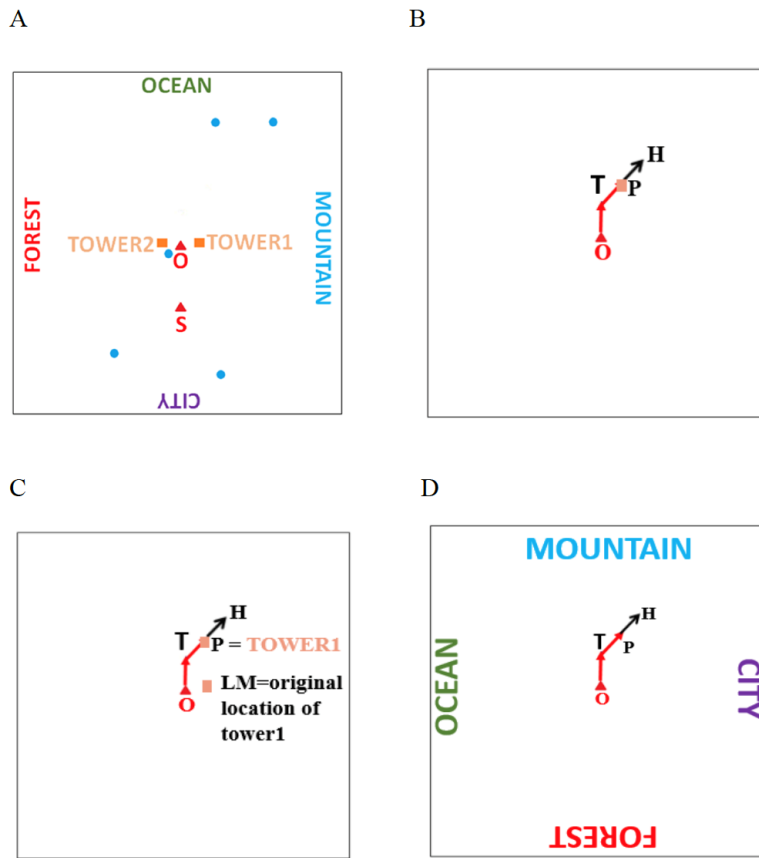 A
OCEAN
FOREST
MOUNTAIN
TOWER2
TOWER1
O
S
CITY
B
H
T
P
O
C
H
T
P = TOWER1
LM=original
location of
tower1
O
D
MOUNTAIN
OCEAN
CITY
H
T
P
O
FOREST